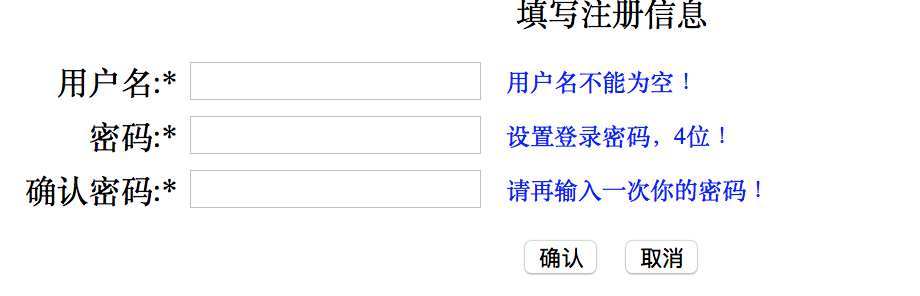 填写注册信息
用户名:* 用户名不能为空！
密码:* 设置登录密码，4位！
确认密码:* 请再输入一次你的密码！
确认 取消